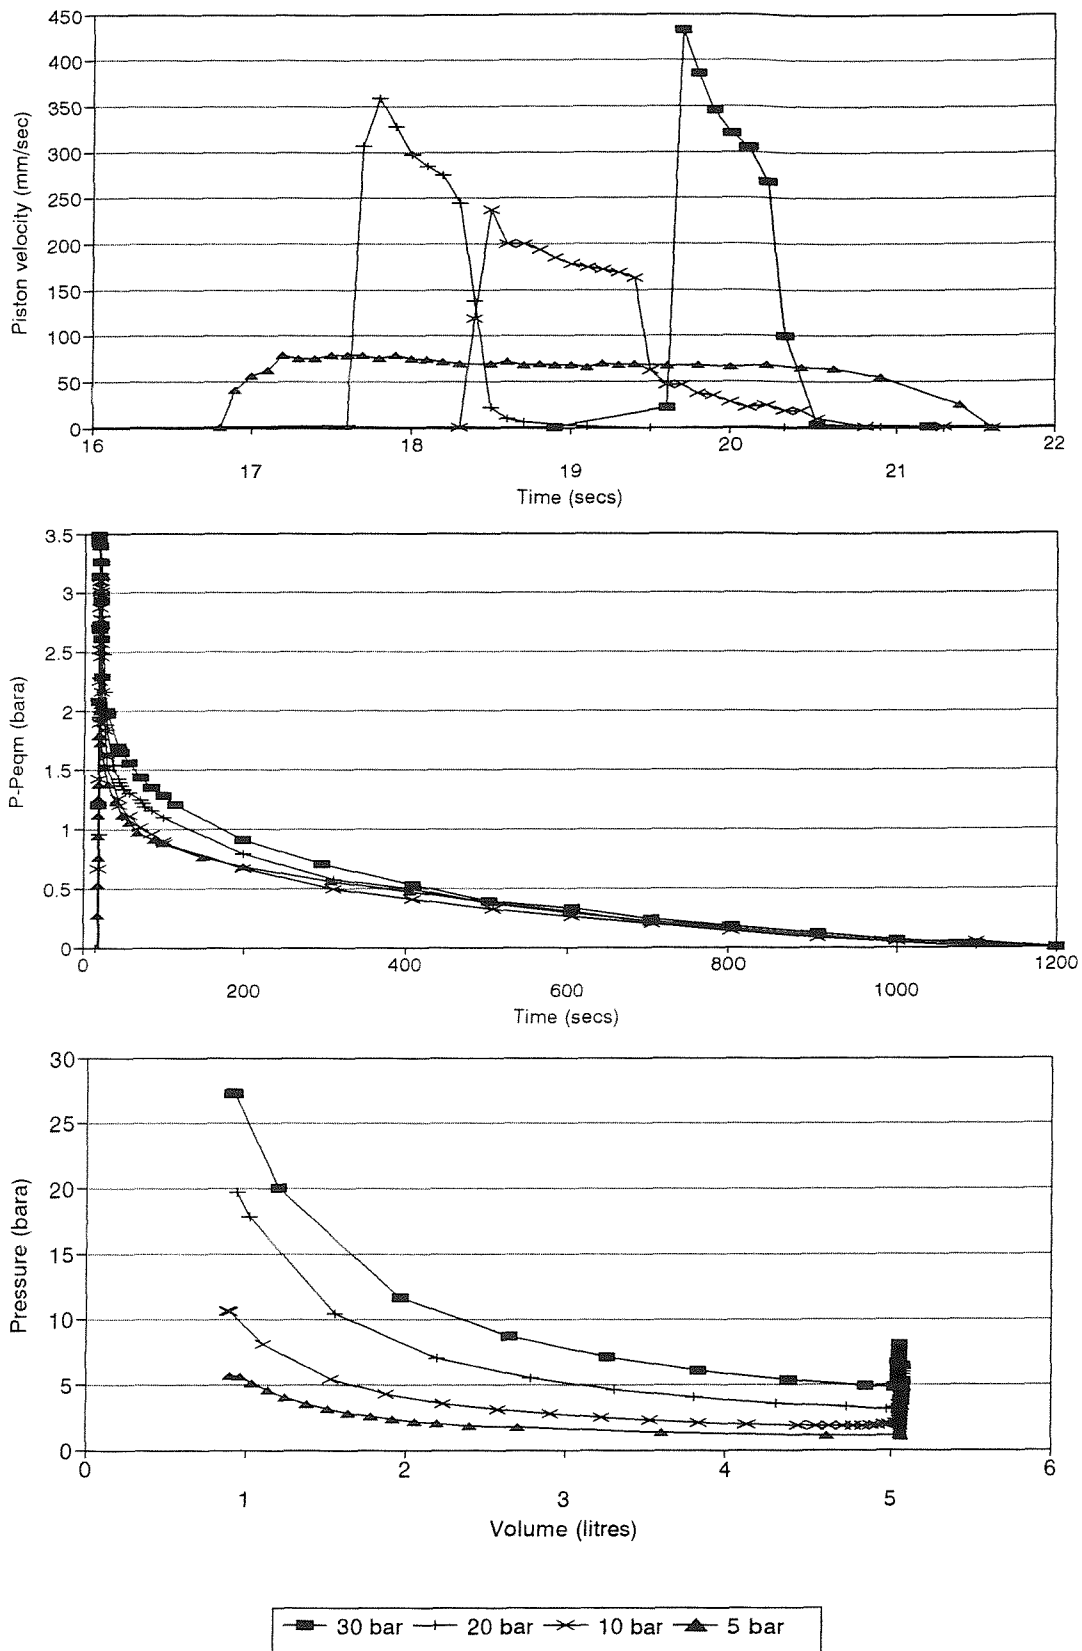 450
400
350
300
250
200
150
100
50
0
Piston velocity (mm/sec)
16 18 19 20 22
17 21
Time (secs)
3.5
3
2.5
2
1.5
1
0.5
0
P-Peqm (bara)
0 400 800 1200
200 600 1000
Time (secs)
30
25
20
15
10
5
0
Pressure (bara)
0 2 4 6
1 3 5
Volume (litres)
30 bar 20 bar 10 bar 5 bar